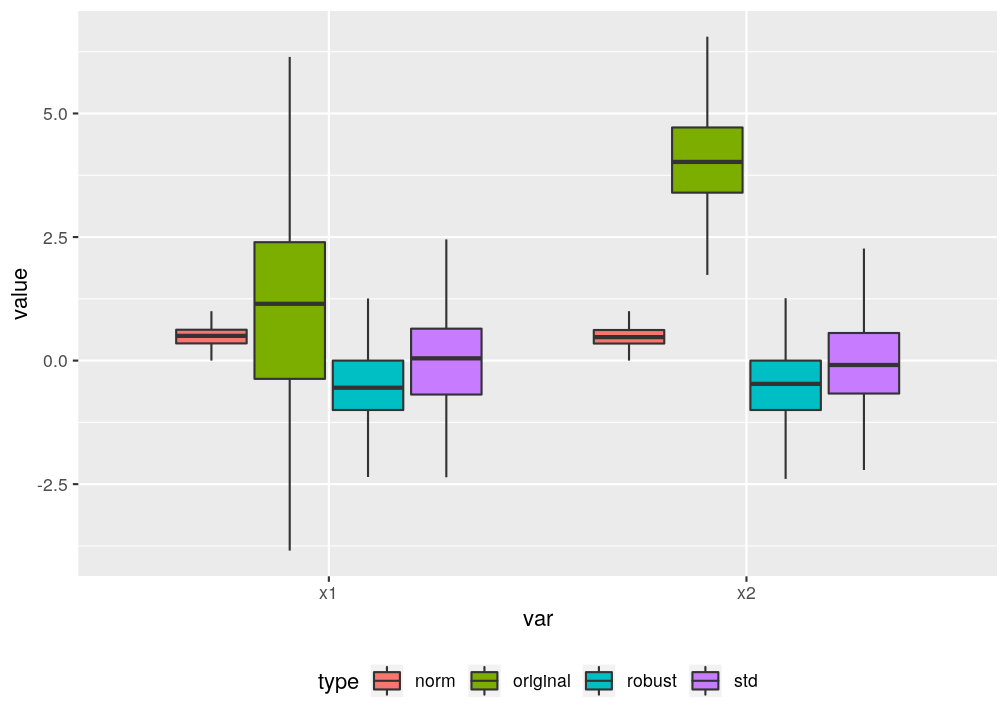 5.0
2.5
0.0
-2.5
value
x1 x2
var
type norm original robust std